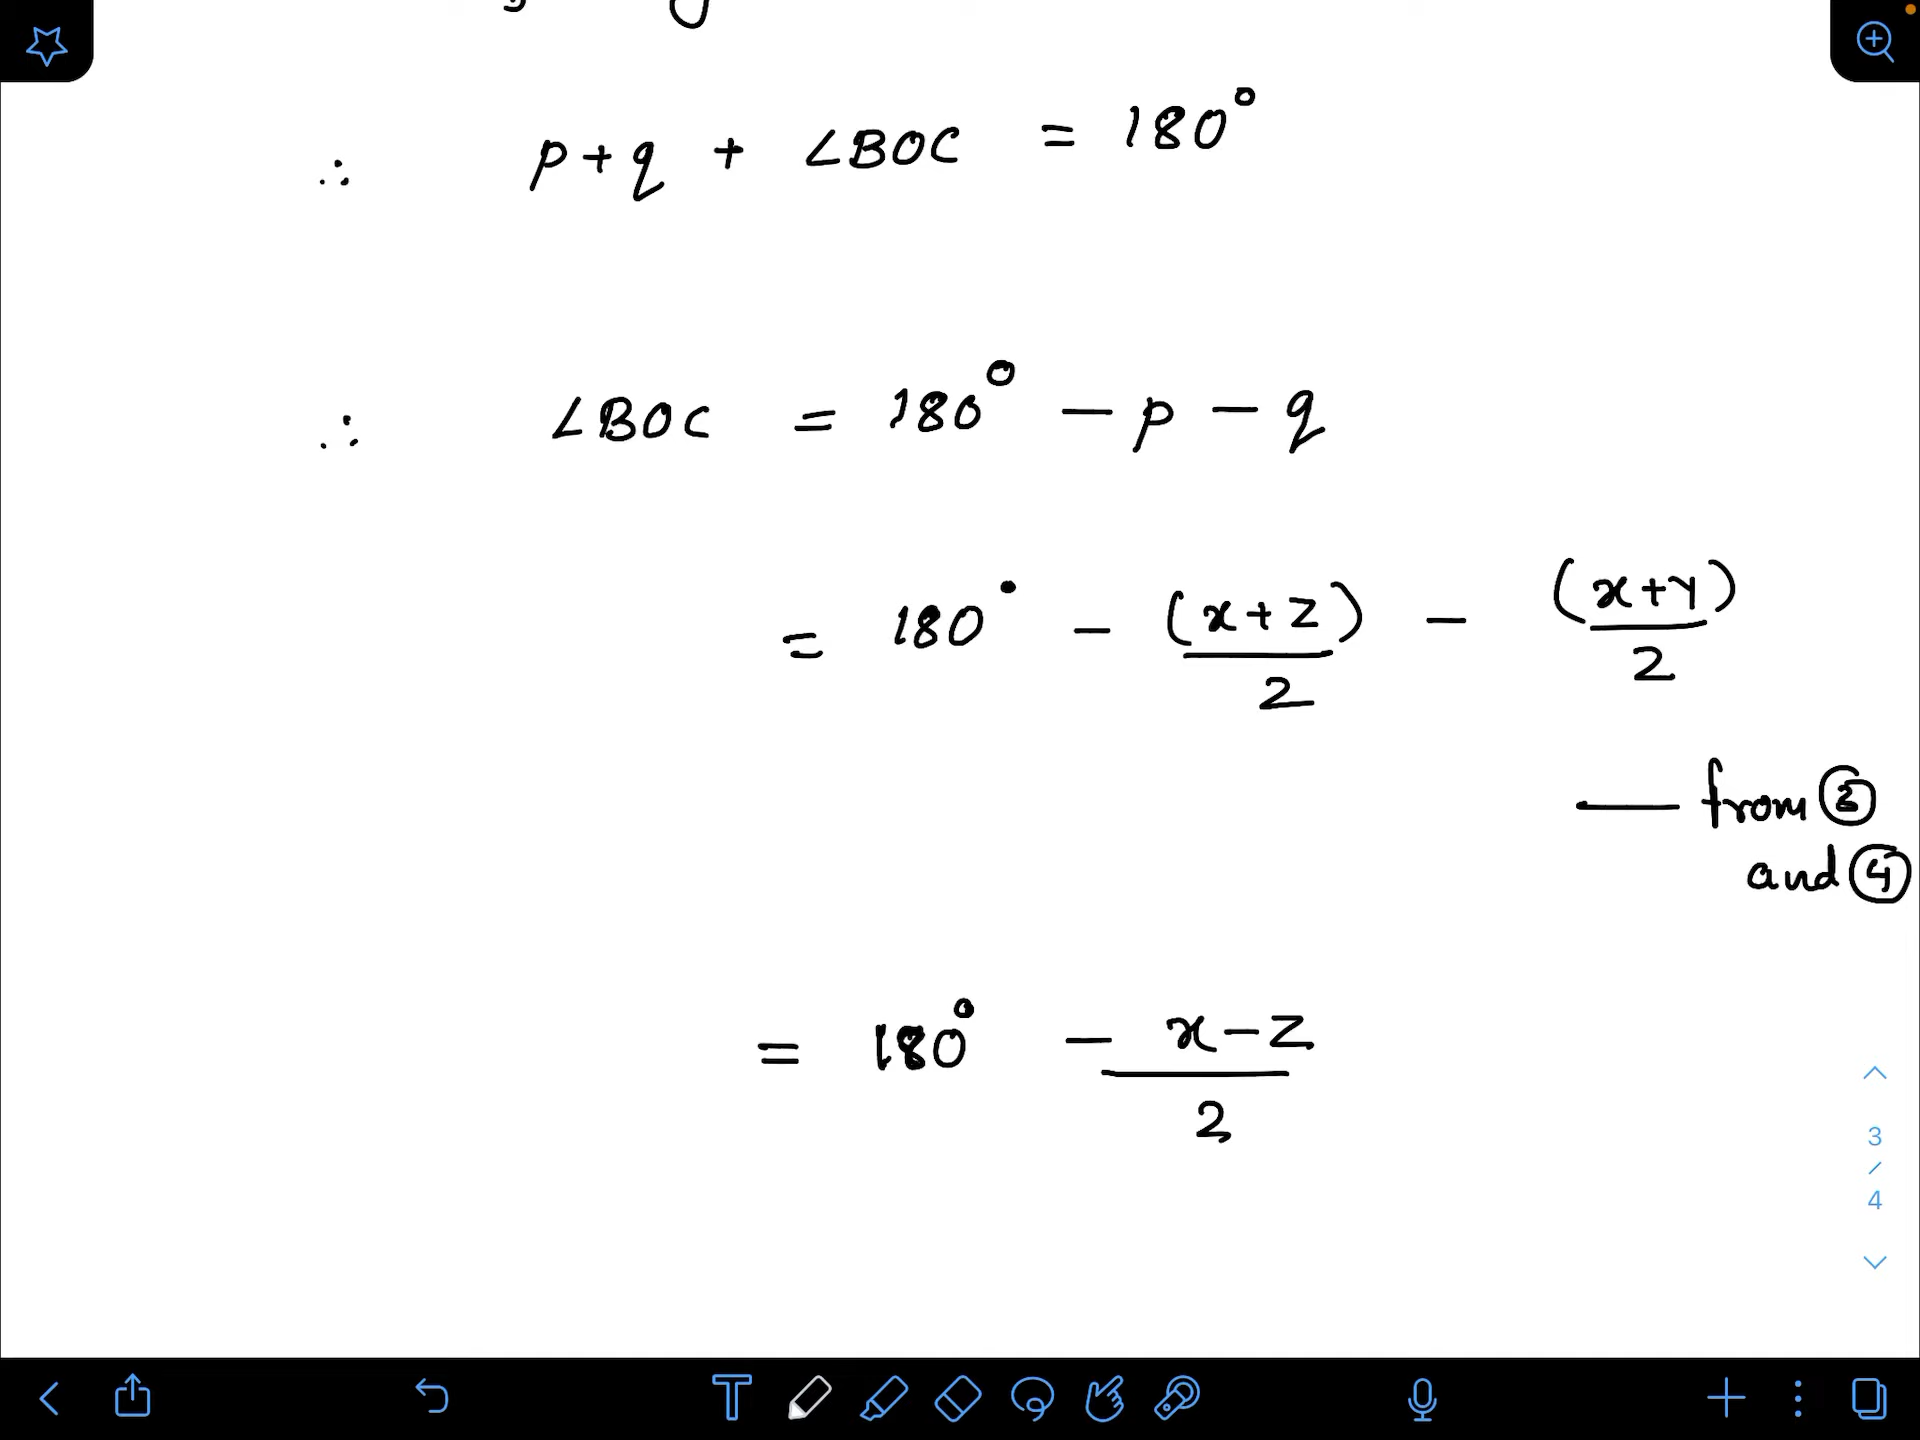 ∴ p + q + ∠BOC = 180°
∴ ∠BOC = 180° - p - q
= 180° - (x+z)/2 - (x+y)/2
— from ③
and ④
= 180° - x - z / 2
3
/
4